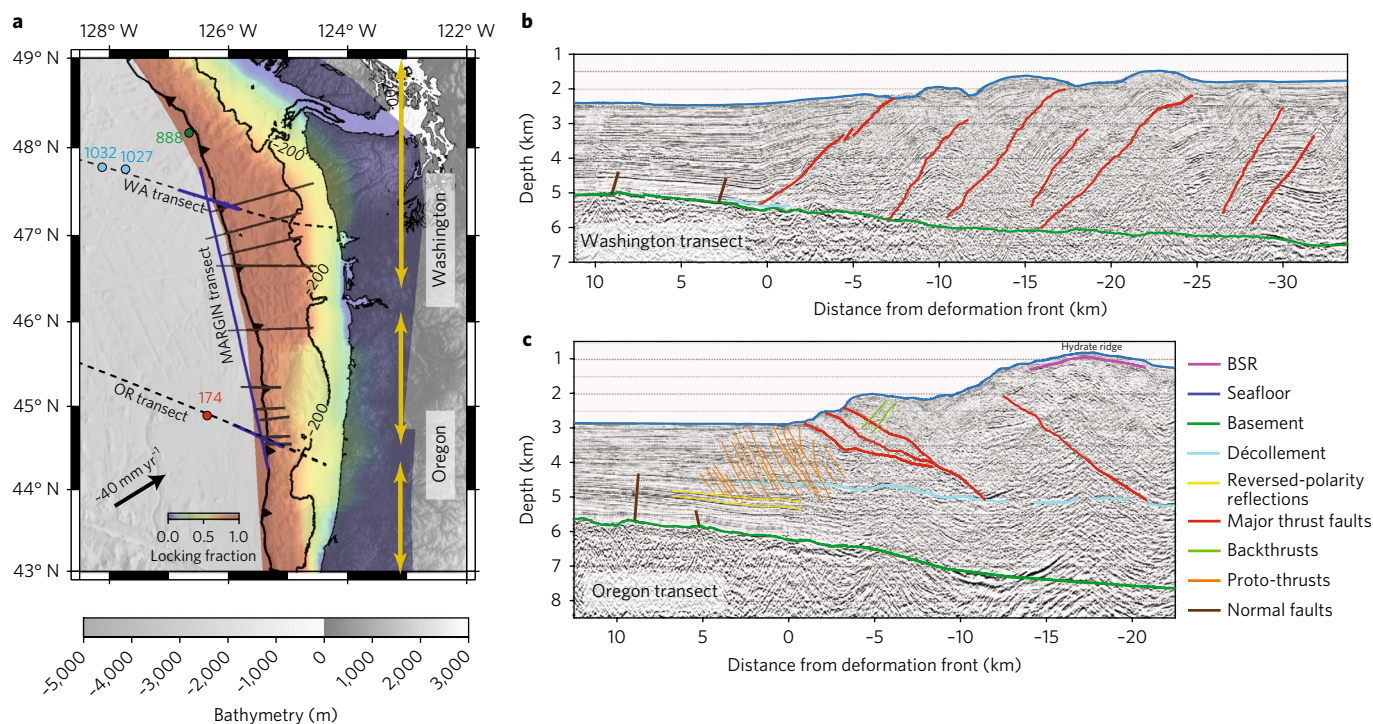 a
128° W
126° W
124° W
122° W
49° N
48° N
47° N
46° N
45° N
44° N
43° N
888
1032
1027
WA transect
MARGIN transect
OR transect
174
-200
-200
-200
~40 mm yr⁻¹
0.0 0.5 1.0
Locking fraction
Washington
Oregon
-5,000
-4,000
-3,000
-2,000
-1,000
0
1,000
2,000
3,000
Bathymetry (m)
b
Depth (km)
1
2
3
4
5
6
7
Washington transect
10 5 0 -5 -10 -15 -20 -25 -30
Distance from deformation front (km)
c
Hydrate ridge
Depth (km)
1
2
3
4
5
6
7
8
Oregon transect
10 5 0 -5 -10 -15 -20
Distance from deformation front (km)
BSR
Seafloor
Basement
Décollement
Reversed-polarity
reflections
Major thrust faults
Backthrusts
Proto-thrusts
Normal faults